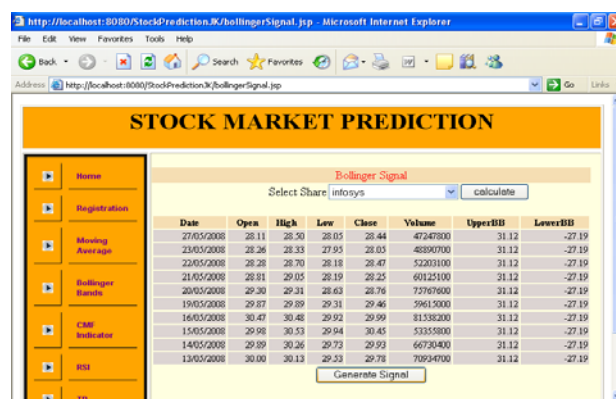 http://localhost:8080/StockPredictionJK/bollingerSignal.jsp - Microsoft Internet Explorer
File Edit View Favorites Tools Help
Back Search Favorites
Address http://localhost:8080/StockPredictionJK/bollingerSignal.jsp Go Links
STOCK MARKET PREDICTION
Home
Registration
Moving
Average
Bollinger
Bands
CMF
Indicator
RSI
Bollinger Signal
Select Share infosys calculate
Date Open High Low Close Volume UpperBB LowerBB
27/05/2008 28.11 28.50 28.05 28.44 47247800 31.12 -27.19
23/05/2008 28.26 28.33 27.95 28.05 48890700 31.12 -27.19
22/05/2008 28.28 28.70 28.18 28.47 52203100 31.12 -27.19
21/05/2008 28.81 29.05 28.19 28.25 60125100 31.12 -27.19
20/05/2008 29.30 29.31 28.63 28.76 75767600 31.12 -27.19
19/05/2008 29.87 29.89 29.31 29.46 59615000 31.12 -27.19
16/05/2008 30.47 30.48 29.92 29.99 81538200 31.12 -27.19
15/05/2008 29.98 30.53 29.94 30.45 53355800 31.12 -27.19
14/05/2008 29.89 30.26 29.73 29.93 66730400 31.12 -27.19
13/05/2008 30.00 30.13 29.53 29.78 70934700 31.12 -27.19
Generate Signal